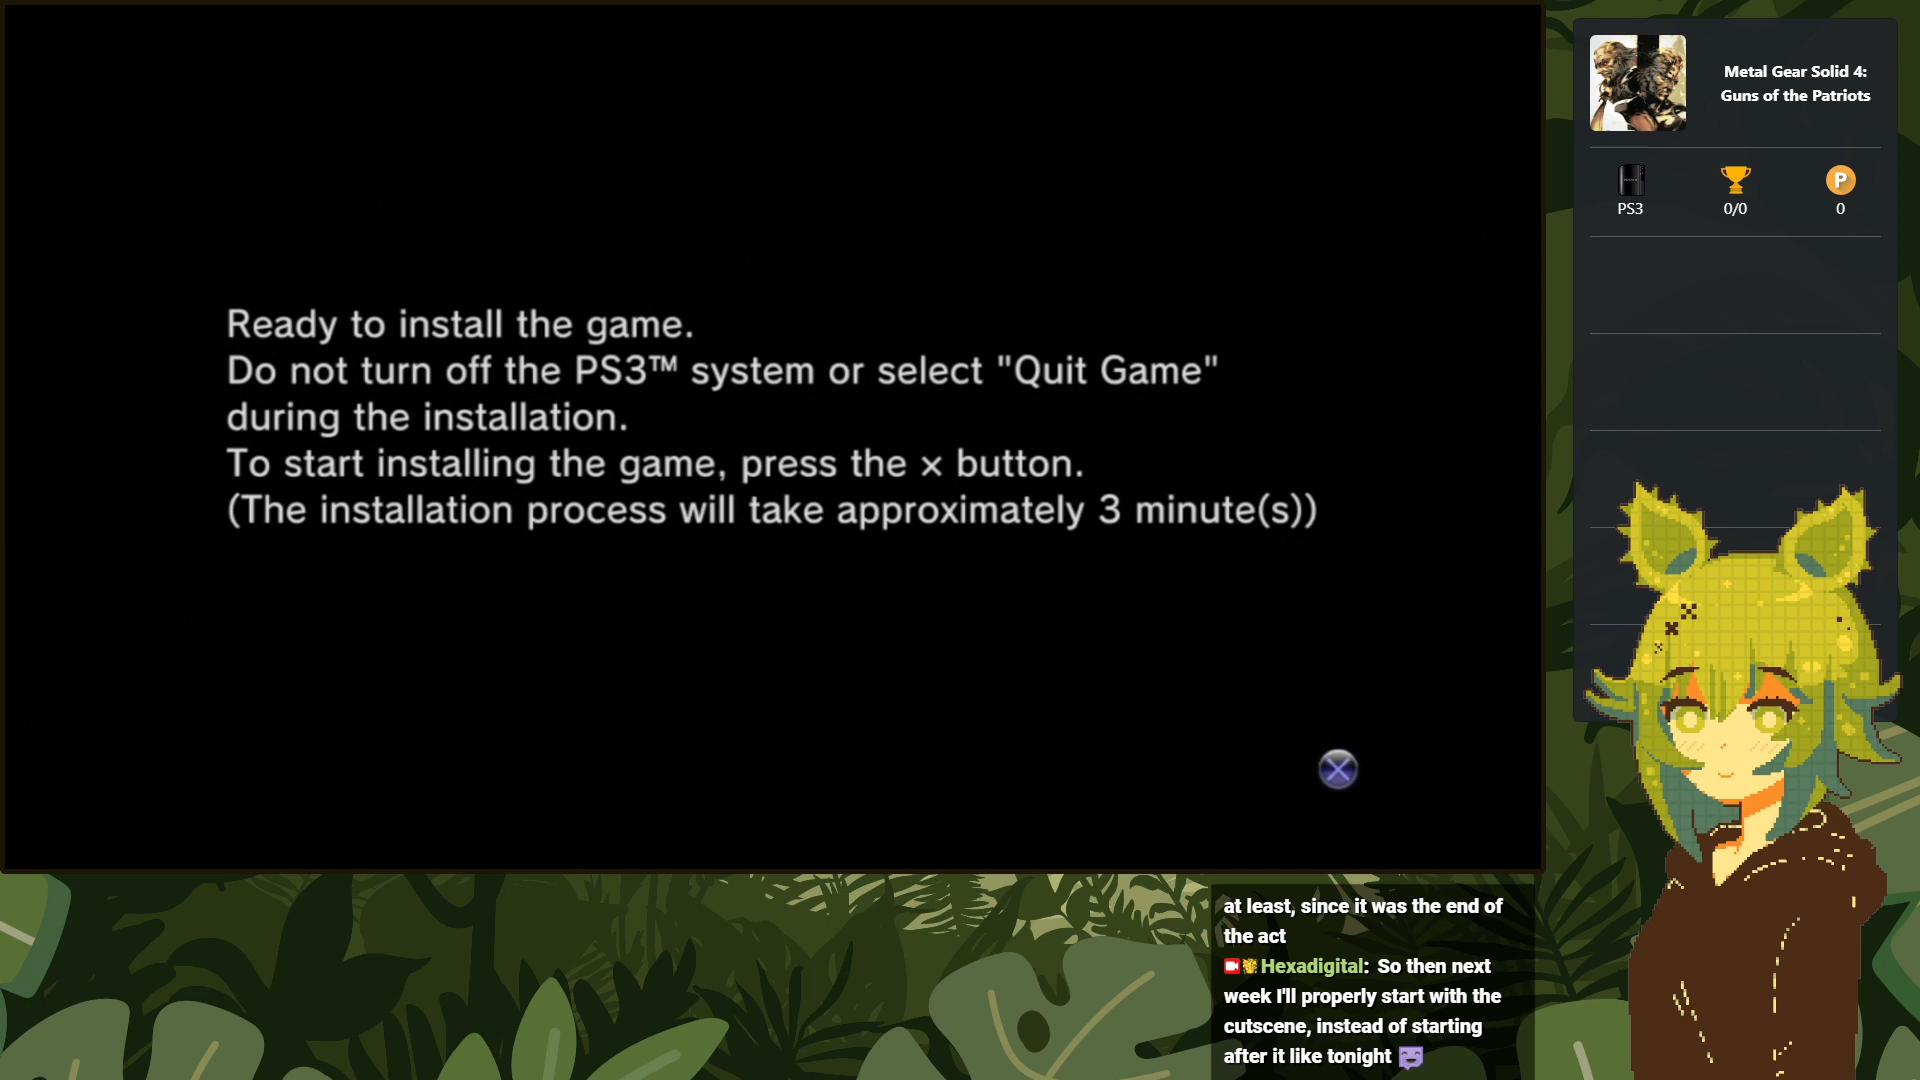 Ready to install the game.
Do not turn off the PS3™ system or select "Quit Game"
during the installation.
To start installing the game, press the × button.
(The installation process will take approximately 3 minute(s))
Metal Gear Solid 4:
Guns of the Patriots
PS3
0/0
P
0
at least, since it was the end of
the act
Hexadigital: So then next
week I'll properly start with the
cutscene, instead of starting
after it like tonight